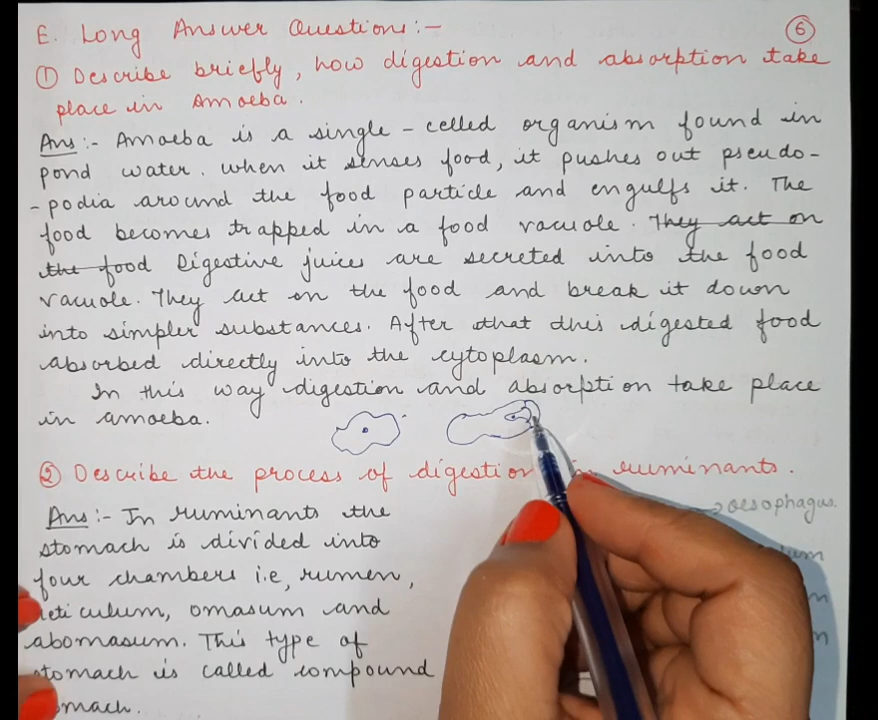 E. Long Answer Questions:-
6
① Describe briefly, how digestion and absorption take
place in Amoeba.
Ans :- Amoeba is a single - celled organism found in
pond water. when it senses food, it pushes out pseudo-
-podia around the food particle and engulfs it. The
food becomes trapped in a food vacuole. They act on
the food Digestive juices are secreted into the food
vacuole. They act on the food and break it down
into simpler substances. After that this digested food
absorbed directly into the cytoplasm.
In this way digestion and absorption take place
in amoeba.
② Describe the process of digestion in ruminants.
oesophagus.
Ans :- In ruminants the
stomach is divided into
four chambers i.e, rumen,
reticulum, omasum and
abomasum. This type of
stomach is called compound